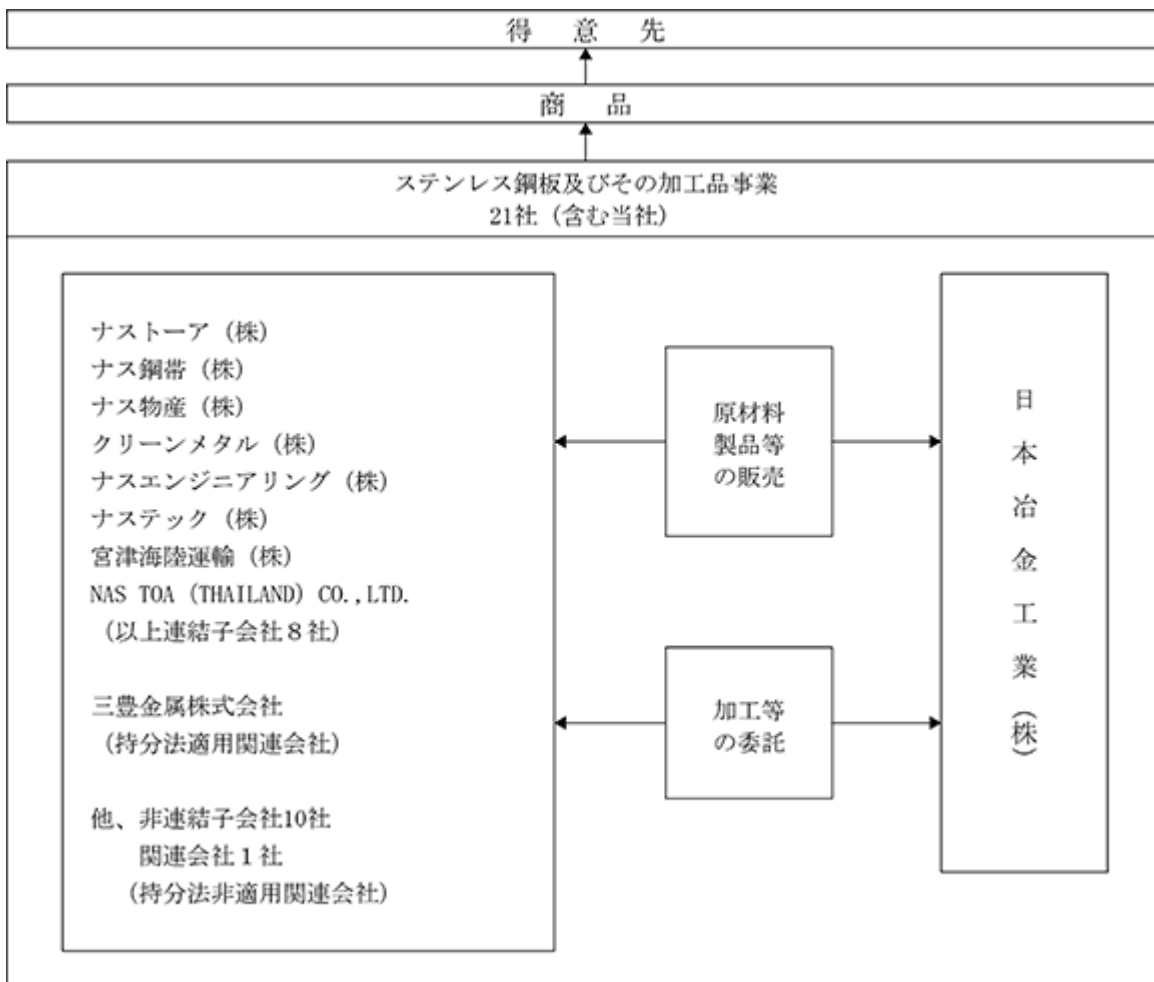 得意先
商品
ステンレス鋼板及びその加工品事業
21社（含む当社）
ナストーア（株）
ナス鋼帯（株）
ナス物産（株）
クリーンメタル（株）
ナスエンジニアリング（株）
ナステック（株）
宮津海陸運輸（株）
NAS TOA (THAILAND) CO.,LTD.
（以上連結子会社８社）
三豊金属株式会社
（持分法適用関連会社）
他、非連結子会社10社
関連会社１社
（持分法非適用関連会社）
原材料
製品等
の販売
加工等
の委託
日本冶金工業（株）